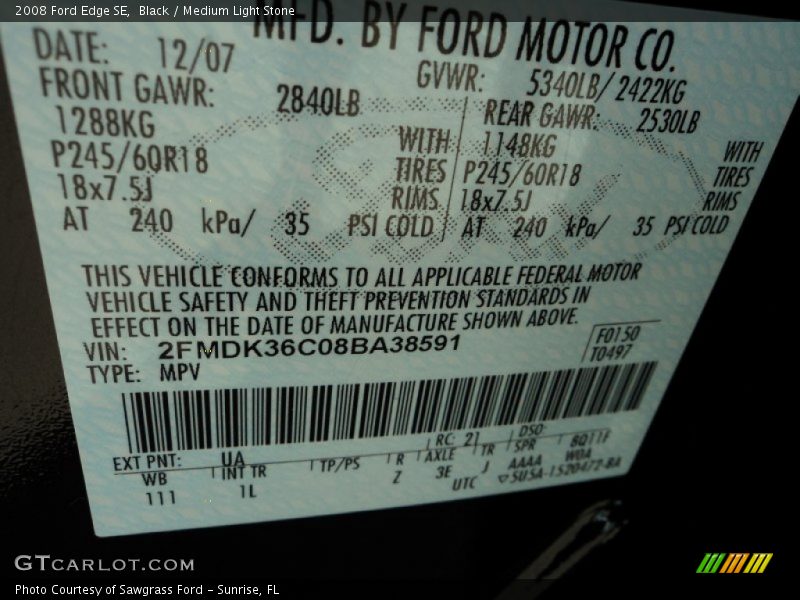 2008 Ford Edge SE, Black / Medium Light Stone
MFD. BY FORD MOTOR CO.
DATE: 12/07
GVWR: 5340LB/ 2422KG
FRONT GAWR: 2840LB
REAR GAWR: 2530LB
1288KG WITH
1148KG WITH
P245/60R18 TIRES
P245/60R18 TIRES
18x7.5J RIMS
18x7.5J RIMS
AT 240 kPa/ 35 PSI COLD
AT 240 kPa/ 35 PSI COLD
THIS VEHICLE CONFORMS TO ALL APPLICABLE FEDERAL MOTOR
VEHICLE SAFETY AND THEFT PREVENTION STANDARDS IN
EFFECT ON THE DATE OF MANUFACTURE SHOWN ABOVE.
VIN: 2FMDK36C08BA38591
F0150
T0497
TYPE: MPV
EXT PNT: UA RC: 21 DSO:
WB INT TR TP/PS R AXLE TR SPR
111 1L Z 3E J AAAA W0A
UTC
GTCARLOT.COM
Photo Courtesy of Sawgrass Ford - Sunrise, FL